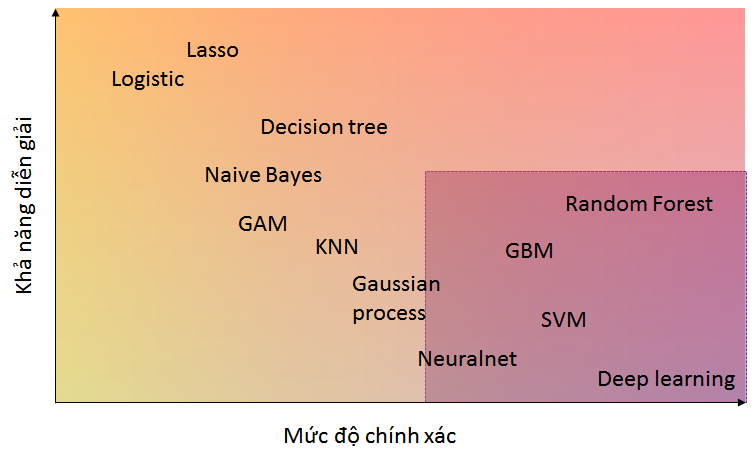 Lasso
Logistic
Decision tree
Naive Bayes
Random Forest
GAM
KNN
GBM
Gaussian
process
SVM
Neuralnet
Deep learning
Khả năng diễn giải
Mức độ chính xác